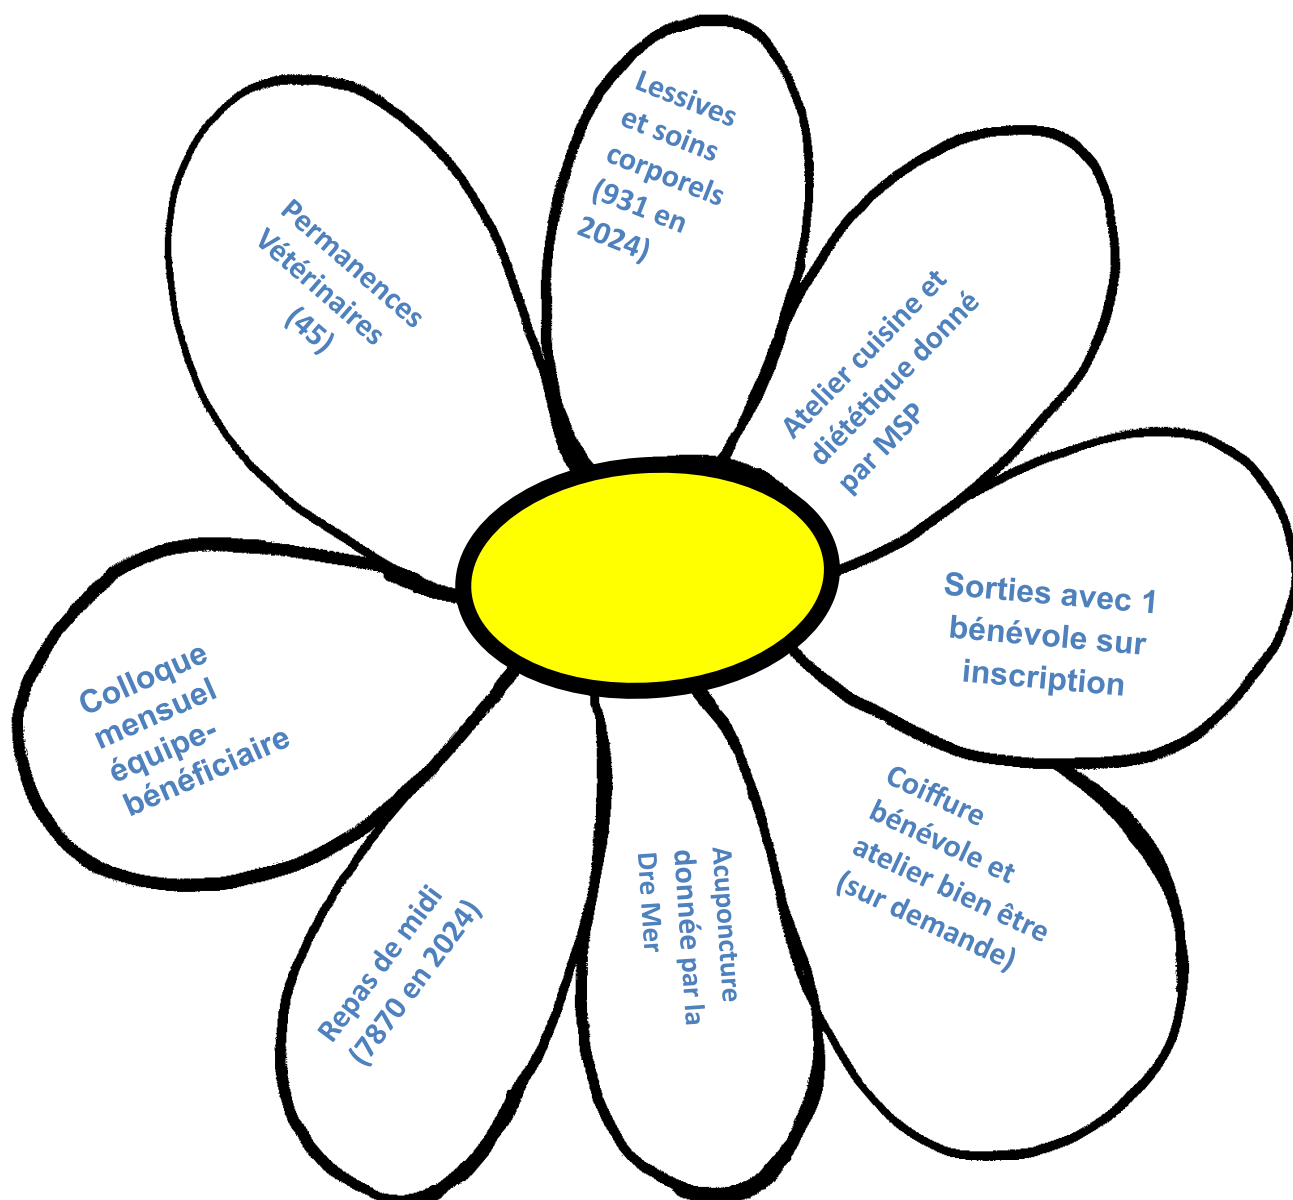 Lessives
et soins
corporels
(931 en
2024)
Atelier cuisine et
diététique donné
par MSP
Sorties avec 1
bénévole sur
inscription
Coiffure
bénévole et
atelier bien être
(sur demande)
Acuponcture
donnée par la
Dre Mer
Repas de midi
(7870 en 2024)
Colloque
mensuel
équipe-
bénéficiaire
Permanences
Vétérinaires
(45)